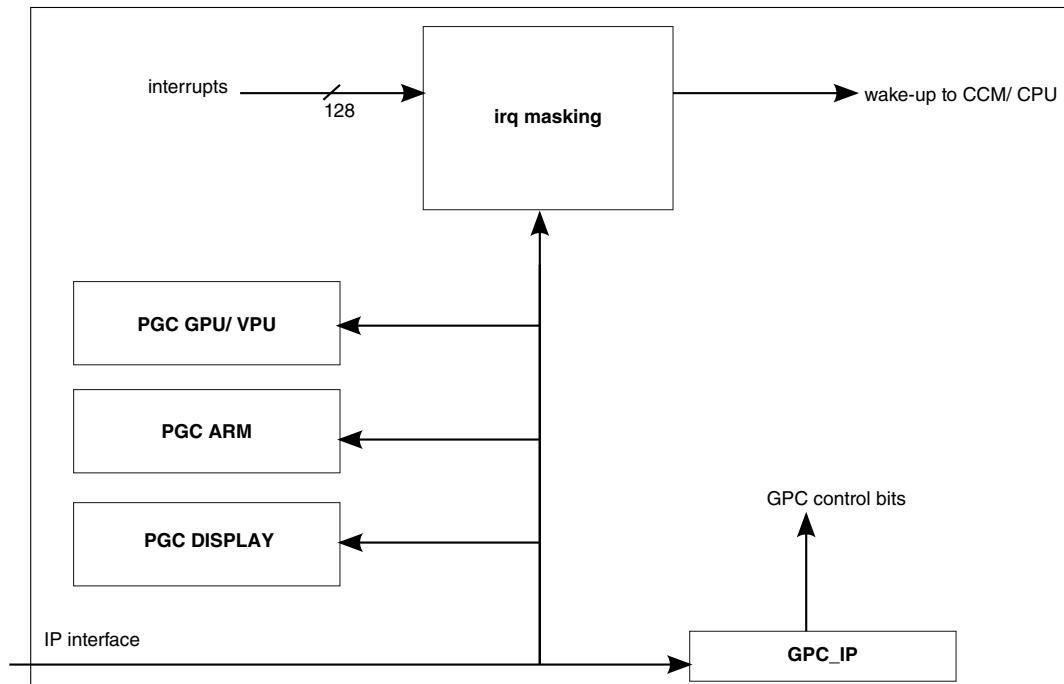 interrupts
128
irq masking
wake-up to CCM/ CPU
PGC GPU/ VPU
PGC ARM
PGC DISPLAY
GPC control bits
IP interface
GPC_IP